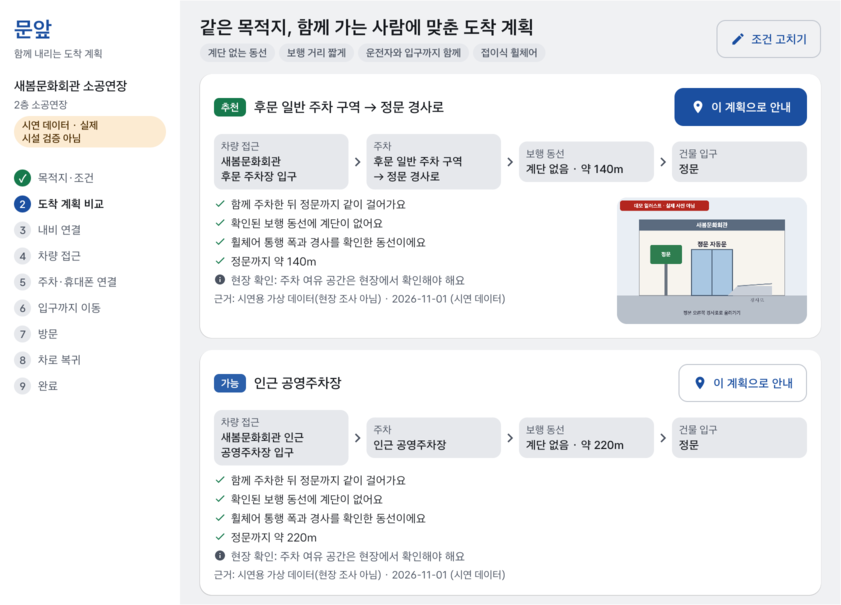 문앞
함께 내리는 도착 계획
새봄문화회관 소공연장
2층 소공연장
시연 데이터 · 실제
시설 검증 아님
목적지·조건
2 도착 계획 비교
3 내비 연결
4 차량 접근
5 주차·휴대폰 연결
6 입구까지 이동
7 방문
8 차로 복귀
9 완료
같은 목적지, 함께 가는 사람에 맞춘 도착 계획
계단 없는 동선 보행 거리 짧게 운전자와 입구까지 함께 접이식 휠체어
조건 고치기
추천 후문 일반 주차 구역 → 정문 경사로
이 계획으로 안내
차량 접근
새봄문화회관
후문 주차장 입구
주차
후문 일반 주차 구역
→ 정문 경사로
보행 동선
계단 없음 · 약 140m
건물 입구
정문
함께 주차한 뒤 정문까지 같이 걸어가요
확인된 보행 동선에 계단이 없어요
휠체어 통행 폭과 경사를 확인한 동선이에요
정문까지 약 140m
현장 확인: 주차 여유 공간은 현장에서 확인해야 해요
근거: 시연용 가상 데이터(현장 조사 아님) · 2026-11-01 (시연 데이터)
데모 일러스트 · 실제 사진 아님
새봄문화회관
정문 자동문
정문
가능 인근 공영주차장
이 계획으로 안내
차량 접근
새봄문화회관 인근
공영주차장 입구
주차
인근 공영주차장
보행 동선
계단 없음 · 약 220m
건물 입구
정문
함께 주차한 뒤 정문까지 같이 걸어가요
확인된 보행 동선에 계단이 없어요
휠체어 통행 폭과 경사를 확인한 동선이에요
정문까지 약 220m
현장 확인: 주차 여유 공간은 현장에서 확인해야 해요
근거: 시연용 가상 데이터(현장 조사 아님) · 2026-11-01 (시연 데이터)